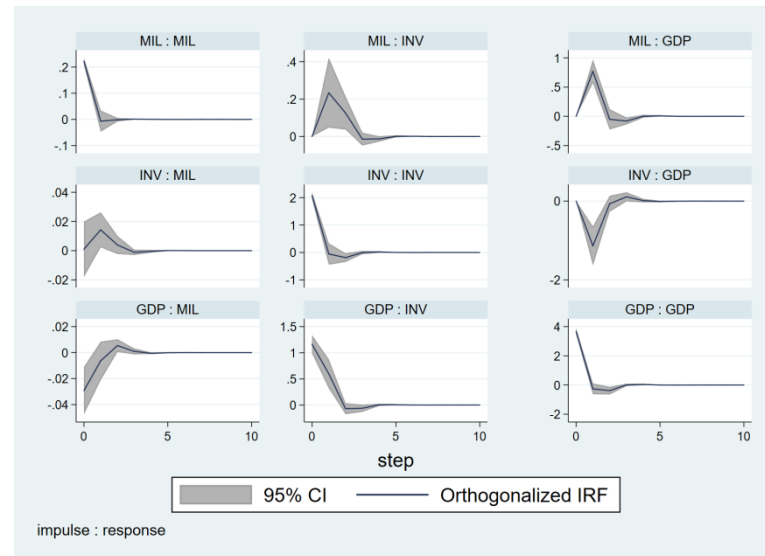 MIL : MIL
MIL : INV
MIL : GDP
.2
.1
0
-.1
.4
.2
0
1
.5
0
-.5
INV : MIL
INV : INV
INV : GDP
.04
.02
0
-.02
2
1
0
-1
0
-2
GDP : MIL
GDP : INV
GDP : GDP
.02
0
-.02
-.04
1.5
1
.5
0
4
2
0
-2
0 5 10
0 5 10
0 5 10
step
95% CI
Orthogonalized IRF
impulse : response